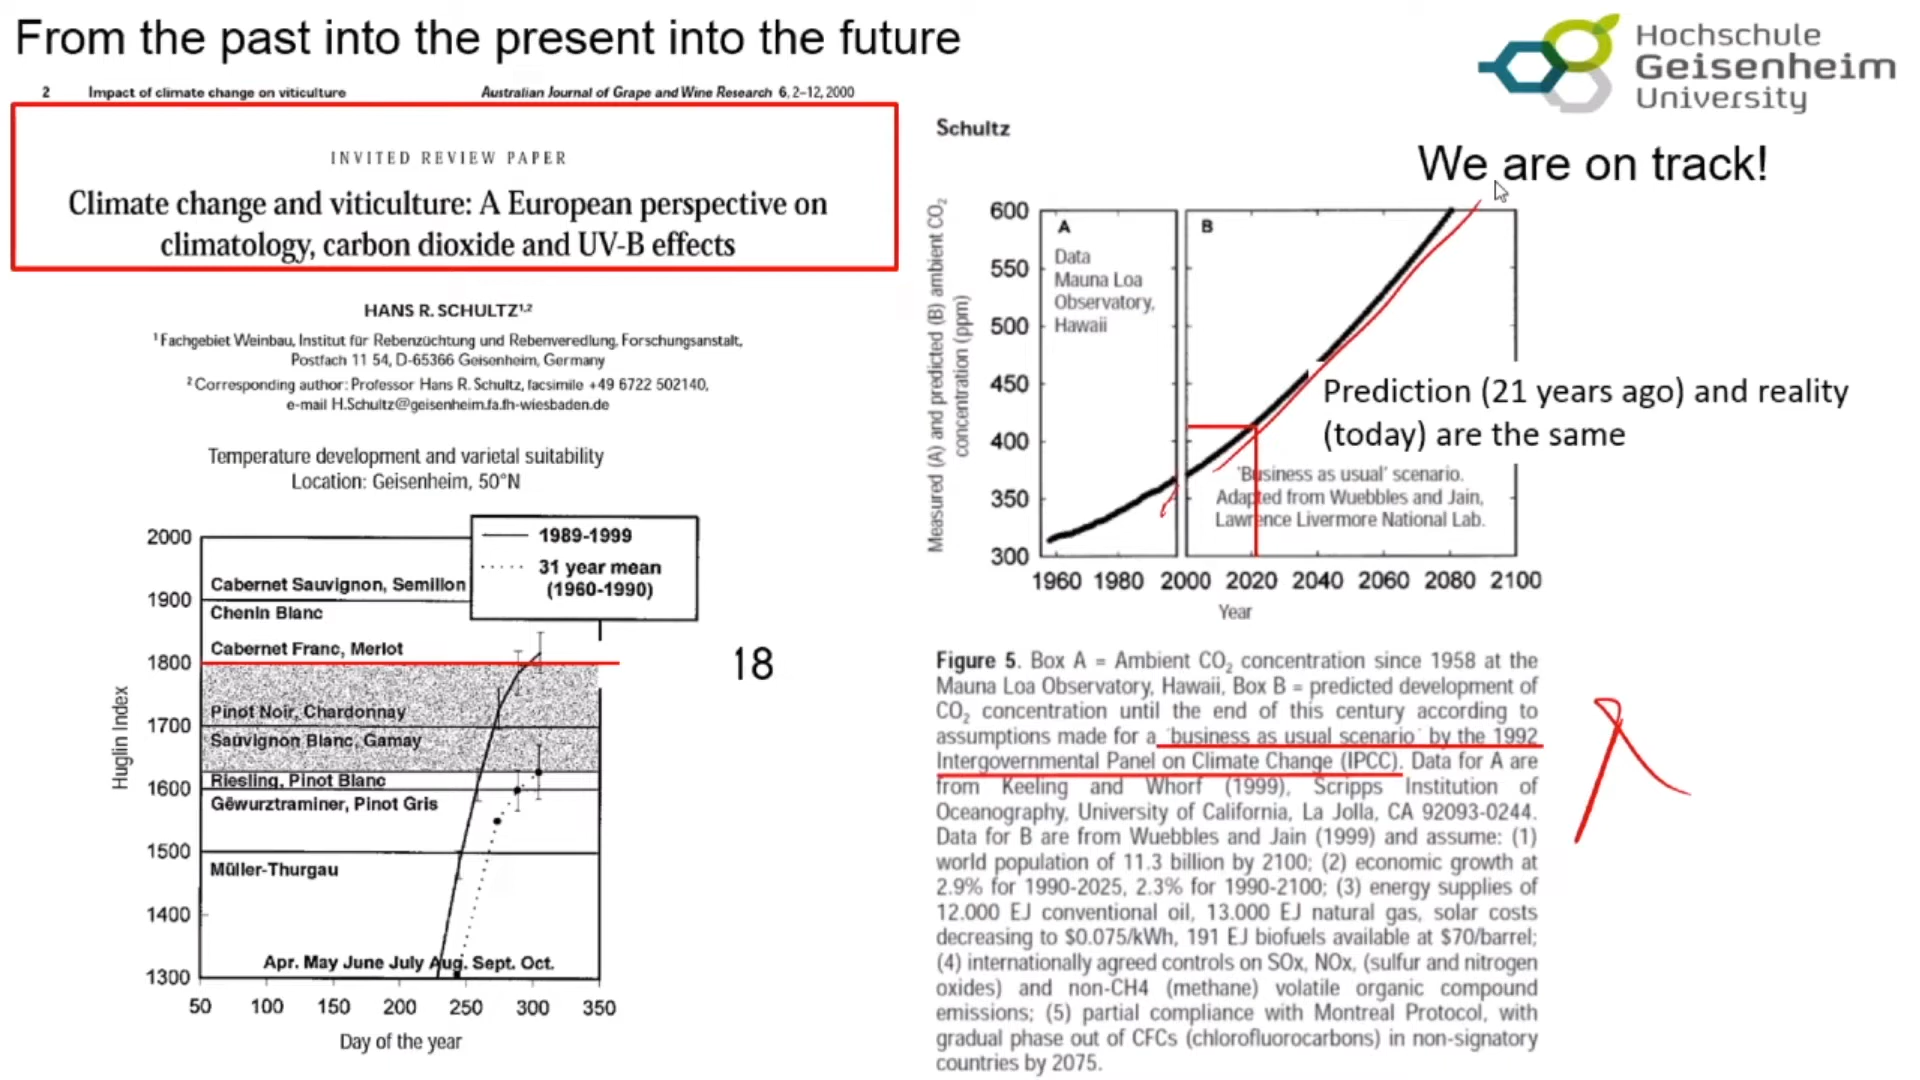 From the past into the present into the future
Hochschule
Geisenheim
University
2 Impact of climate change on viticulture Australian Journal of Grape and Wine Research 6, 2–12, 2000
INVITED REVIEW PAPER
Climate change and viticulture: A European perspective on
climatology, carbon dioxide and UV-B effects
HANS R. SCHULTZ1,2
1 Fachgebiet Weinbau, Institut für Rebenzüchtung und Rebenveredlung, Forschungsanstalt,
Postfach 11 54, D-65366 Geisenheim, Germany
2 Corresponding author: Professor Hans R. Schultz, facsimile +49 6722 502140,
e-mail H.Schultz@geisenheim.fa.fh-wiesbaden.de
Temperature development and varietal suitability
Location: Geisenheim, 50°N
1989-1999
31 year mean
(1960-1990)
2000
Cabernet Sauvignon, Semillon
1900
Chenin Blanc
Cabernet Franc, Merlot
1800
Pinot Noir, Chardonnay
1700
Sauvignon Blanc, Gamay
Riesling, Pinot Blanc
1600
Gewurztraminer, Pinot Gris
1500
Müller-Thurgau
1400
Apr. May June July Aug. Sept. Oct.
1300
50 100 150 200 250 300 350
Day of the year
Huglin Index
18
Schultz
We are on track!
Measured (A) and predicted (B) ambient CO2
concentration (ppm)
600
550
500
450
400
350
300
A
Data
Mauna Loa
Observatory,
Hawaii
B
Prediction (21 years ago) and reality
(today) are the same
'Business as usual' scenario.
Adapted from Wuebbles and Jain,
Lawrence Livermore National Lab.
1960 1980 2000 2020 2040 2060 2080 2100
Year
Figure 5. Box A = Ambient CO2 concentration since 1958 at the
Mauna Loa Observatory, Hawaii, Box B = predicted development of
CO2 concentration until the end of this century according to
assumptions made for a 'business as usual scenario' by the 1992
Intergovernmental Panel on Climate Change (IPCC). Data for A are
from Keeling and Whorf (1999), Scripps Institution of
Oceanography, University of California, La Jolla, CA 92093-0244.
Data for B are from Wuebbles and Jain (1999) and assume: (1)
world population of 11.3 billion by 2100; (2) economic growth at
2.9% for 1990-2025, 2.3% for 1990-2100; (3) energy supplies of
12.000 EJ conventional oil, 13.000 EJ natural gas, solar costs
decreasing to $0.075/kWh, 191 EJ biofuels available at $70/barrel;
(4) internationally agreed controls on SOx, NOx, (sulfur and nitrogen
oxides) and non-CH4 (methane) volatile organic compound
emissions; (5) partial compliance with Montreal Protocol, with
gradual phase out of CFCs (chlorofluorocarbons) in non-signatory
countries by 2075.